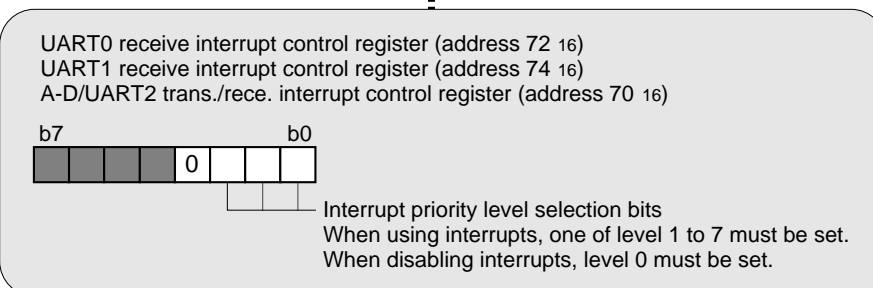 UART0 receive interrupt control register (address 72 16)
UART1 receive interrupt control register (address 74 16)
A-D/UART2 trans./rece. interrupt control register (address 70 16)
b7 b0
0
Interrupt priority level selection bits
When using interrupts, one of level 1 to 7 must be set.
When disabling interrupts, level 0 must be set.